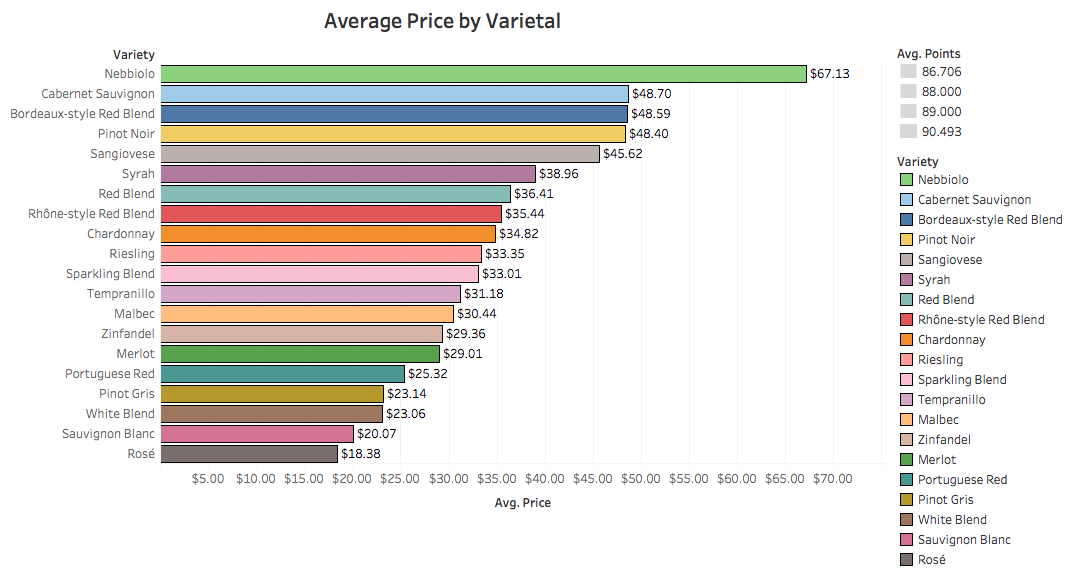 Average Price by Varietal
Variety
Nebbiolo $67.13
Cabernet Sauvignon $48.70
Bordeaux-style Red Blend $48.59
Pinot Noir $48.40
Sangiovese $45.62
Syrah $38.96
Red Blend $36.41
Rhône-style Red Blend $35.44
Chardonnay $34.82
Riesling $33.35
Sparkling Blend $33.01
Tempranillo $31.18
Malbec $30.44
Zinfandel $29.36
Merlot $29.01
Portuguese Red $25.32
Pinot Gris $23.14
White Blend $23.06
Sauvignon Blanc $20.07
Rosé $18.38
$5.00 $10.00 $15.00 $20.00 $25.00 $30.00 $35.00 $40.00 $45.00 $50.00 $55.00 $60.00 $65.00 $70.00
Avg. Price
Avg. Points
86.706
88.000
89.000
90.493
Variety
Nebbiolo
Cabernet Sauvignon
Bordeaux-style Red Blend
Pinot Noir
Sangiovese
Syrah
Red Blend
Rhône-style Red Blend
Chardonnay
Riesling
Sparkling Blend
Tempranillo
Malbec
Zinfandel
Merlot
Portuguese Red
Pinot Gris
White Blend
Sauvignon Blanc
Rosé